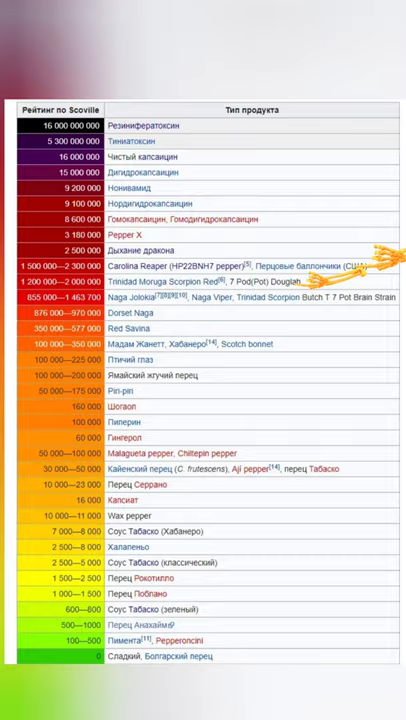 Рейтинг по Scoville Тип продукта
16 000 000 000 Резинифератоксин
5 300 000 000 Тиниатоксин
16 000 000 Чистый капсаицин
15 000 000 Дигидрокапсаицин
9 200 000 Нонивамид
9 100 000 Нордигидрокапсаицин
8 600 000 Гомокапсаицин, Гомодигидрокапсаицин
3 180 000 Pepper X
2 500 000 Дыхание дракона
1 500 000—2 300 000 Carolina Reaper (HP22BNH7 pepper)[5], Перцовые баллончики (США)
1 200 000—2 000 000 Trinidad Moruga Scorpion Red[6], 7 Pod(Pot) Douglah
855 000—1 463 700 Naga Jolokia[7][8][9][10], Naga Viper, Trinidad Scorpion Butch T 7 Pot Brain Strain
876 000—970 000 Dorset Naga
350 000—577 000 Red Savina
100 000—350 000 Мадам Жанетт, Хабанеро[14], Scotch bonnet
100 000—225 000 Птичий глаз
100 000—200 000 Ямайский жгучий перец
50 000—175 000 Piri-piri
160 000 Шогаол
100 000 Пиперин
60 000 Гингерол
50 000—100 000 Malagueta pepper, Chiltepin pepper
30 000—50 000 Кайенский перец (C. frutescens), Ají pepper[14], перец Табаско
10 000—23 000 Перец Серрано
16 000 Капсиат
10 000—11 000 Wax pepper
7 000—8 000 Соус Табаско (Хабанеро)
2 500—8 000 Халапеньо
2 500—5 000 Соус Табаско (классический)
1 500—2 500 Перец Рокотилло
1 000—1 500 Перец Поблано
600—800 Соус Табаско (зеленый)
500—1000 Перец Анахайм
100—500 Пимента[11], Pepperoncini
0 Сладкий, Болгарский перец